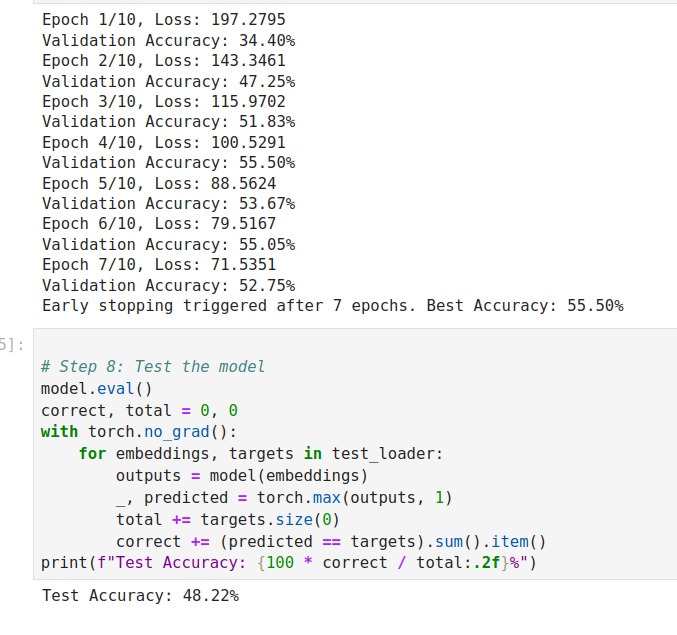 Epoch 1/10, Loss: 197.2795
Validation Accuracy: 34.40%
Epoch 2/10, Loss: 143.3461
Validation Accuracy: 47.25%
Epoch 3/10, Loss: 115.9702
Validation Accuracy: 51.83%
Epoch 4/10, Loss: 100.5291
Validation Accuracy: 55.50%
Epoch 5/10, Loss: 88.5624
Validation Accuracy: 53.67%
Epoch 6/10, Loss: 79.5167
Validation Accuracy: 55.05%
Epoch 7/10, Loss: 71.5351
Validation Accuracy: 52.75%
Early stopping triggered after 7 epochs. Best Accuracy: 55.50%
5]:
# Step 8: Test the model
model.eval()
correct, total = 0, 0
with torch.no_grad():
    for embeddings, targets in test_loader:
        outputs = model(embeddings)
        _, predicted = torch.max(outputs, 1)
        total += targets.size(0)
        correct += (predicted == targets).sum().item()
print(f"Test Accuracy: {100 * correct / total:.2f}%")
Test Accuracy: 48.22%